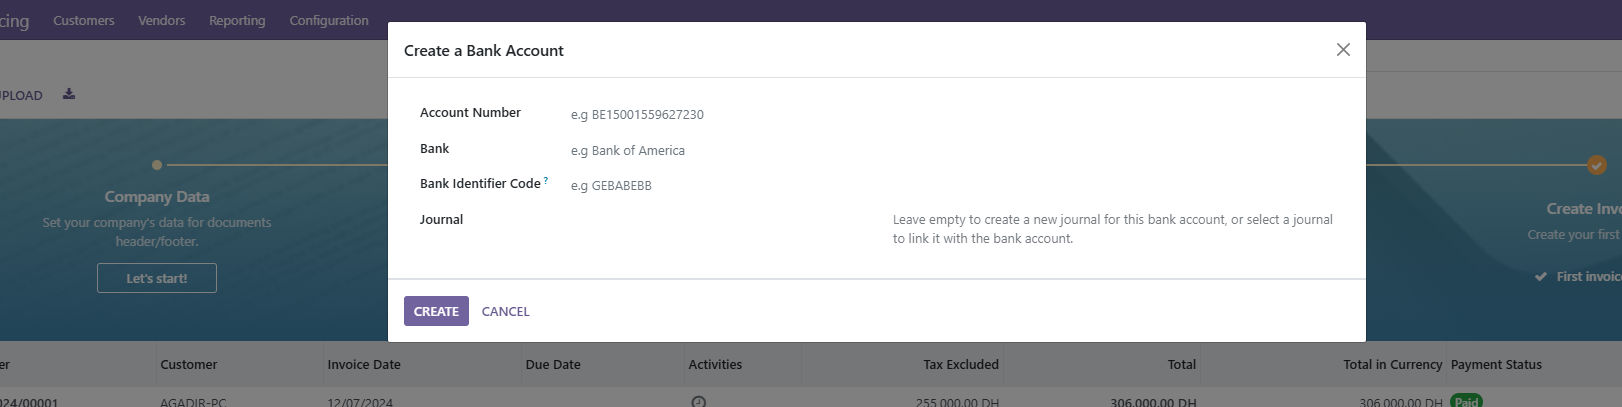 Customers Vendors Reporting Configuration
Create a Bank Account
UPLOAD
Account Number e.g BE15001559627230
Bank e.g Bank of America
Bank Identifier Code ? e.g GEBABEBB
Journal Leave empty to create a new journal for this bank account, or select a journal
to link it with the bank account.
Company Data
Set your company's data for documents
header/footer.
Let's start!
Create Invo
Create your first
First invoice
CREATE CANCEL
er Customer Invoice Date Due Date Activities Tax Excluded Total Total in Currency Payment Status
024/00001 AGADIR-PC 12/07/2024 255,000.00 DH 306,000.00 DH 306,000.00 DH Paid